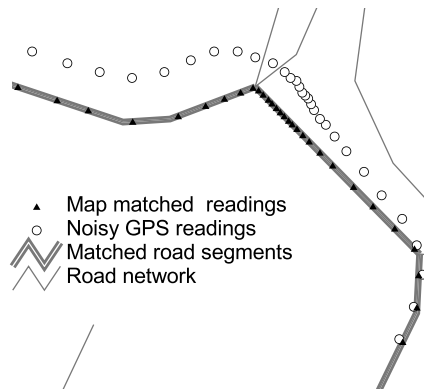 Map matched readings
Noisy GPS readings
Matched road segments
Road network